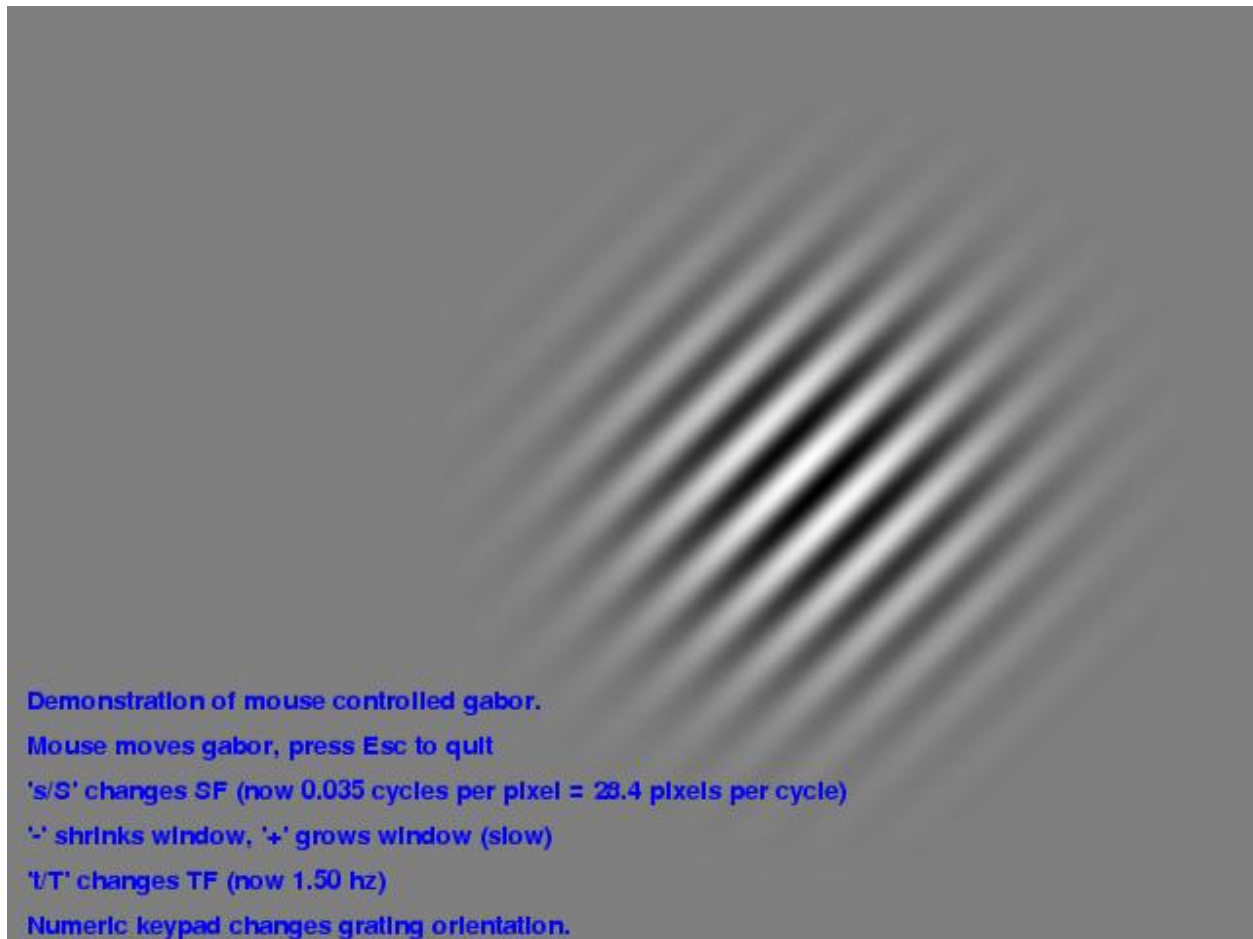 Demonstration of mouse controlled gabor.
Mouse moves gabor, press Esc to quit
's/S' changes SF (now 0.035 cycles per pixel = 28.4 pixels per cycle)
'-' shrinks window, '+' grows window (slow)
't/T' changes TF (now 1.50 hz)
Numeric keypad changes grating orientation.